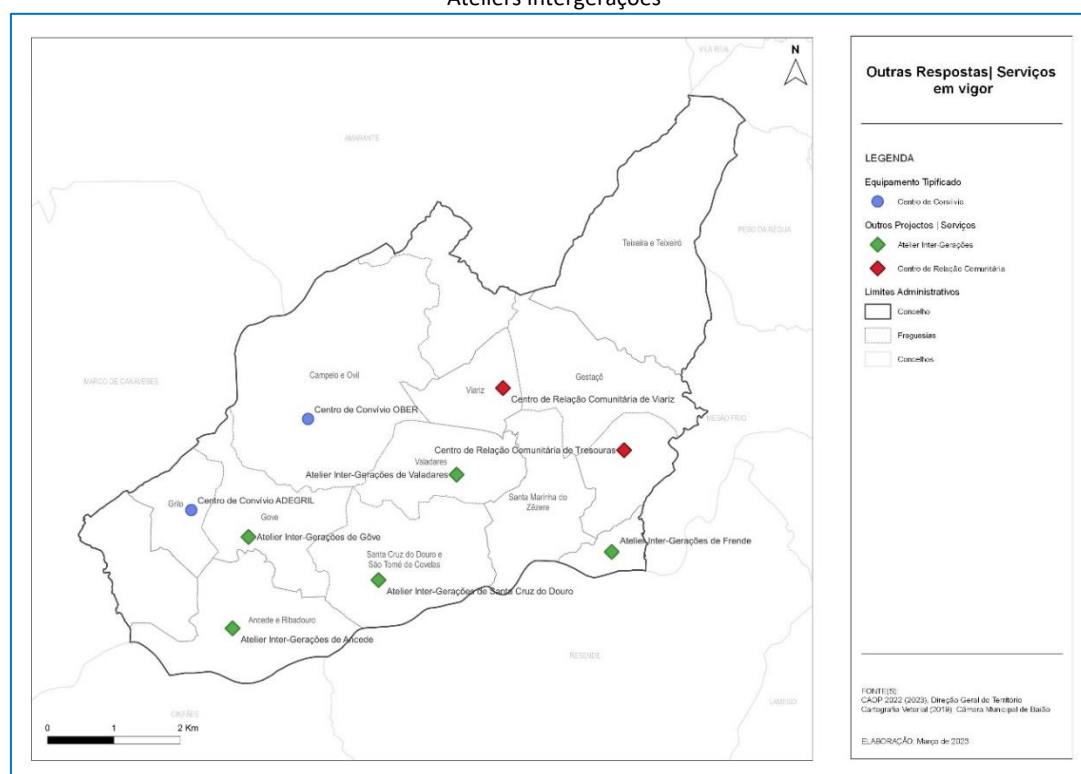 Ateliers Intergerações
N
VILA REAL
AMARANTE
PESO DA RÉGUA
Teixeira e Teixeiró
MARCO DE CANAVESES
Campelo e Ovil
Gestaçô
Viariz
Centro de Relação Comunitária de Viariz
Centro de Convívio OBER
MESÃO FRIO
Centro de Relação Comunitária de Tresouras
Valadares
Atelier Inter-Gerações de Valadares
Santa Marinha do
Zêzere
Grilo
Centro de Convívio ADEGRIL
Gove
Atelier Inter-Gerações de Gôve
Atelier Inter-Gerações de Frende
Santa Cruz do Douro e
São Tomé de Covelas
Atelier Inter-Gerações de Santa Cruz do Douro
Ancede e Ribadouro
Atelier Inter-Gerações de Ancede
RESENDE
LAMEGO
CINFÃES
0 1 2 Km
Outras Respostas| Serviços
em vigor
LEGENDA
Equipamento Tipificado
Centro de Convívio
Outros Projectos | Serviços
Atelier Inter-Gerações
Centro de Relação Comunitária
Limites Administrativos
Concelho
Freguesias
Concelhos
FONTE(S):
CAOP 2022 (2023), Direção Geral do Território
Cartografia Vetorial (2019), Câmara Municipal de Baião
ELABORAÇÃO: Março de 2023